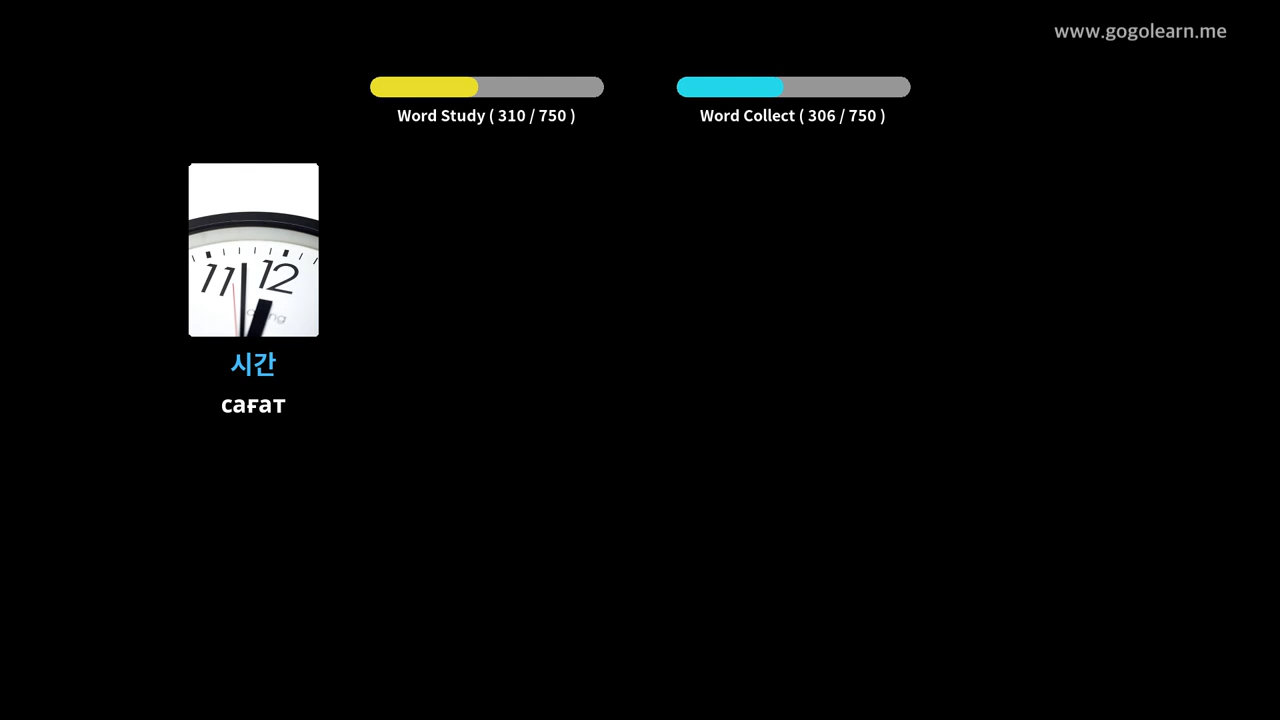 www.gogolearn.me
Word Study ( 310 / 750 )
Word Collect ( 306 / 750 )
11 12
시간
сағат